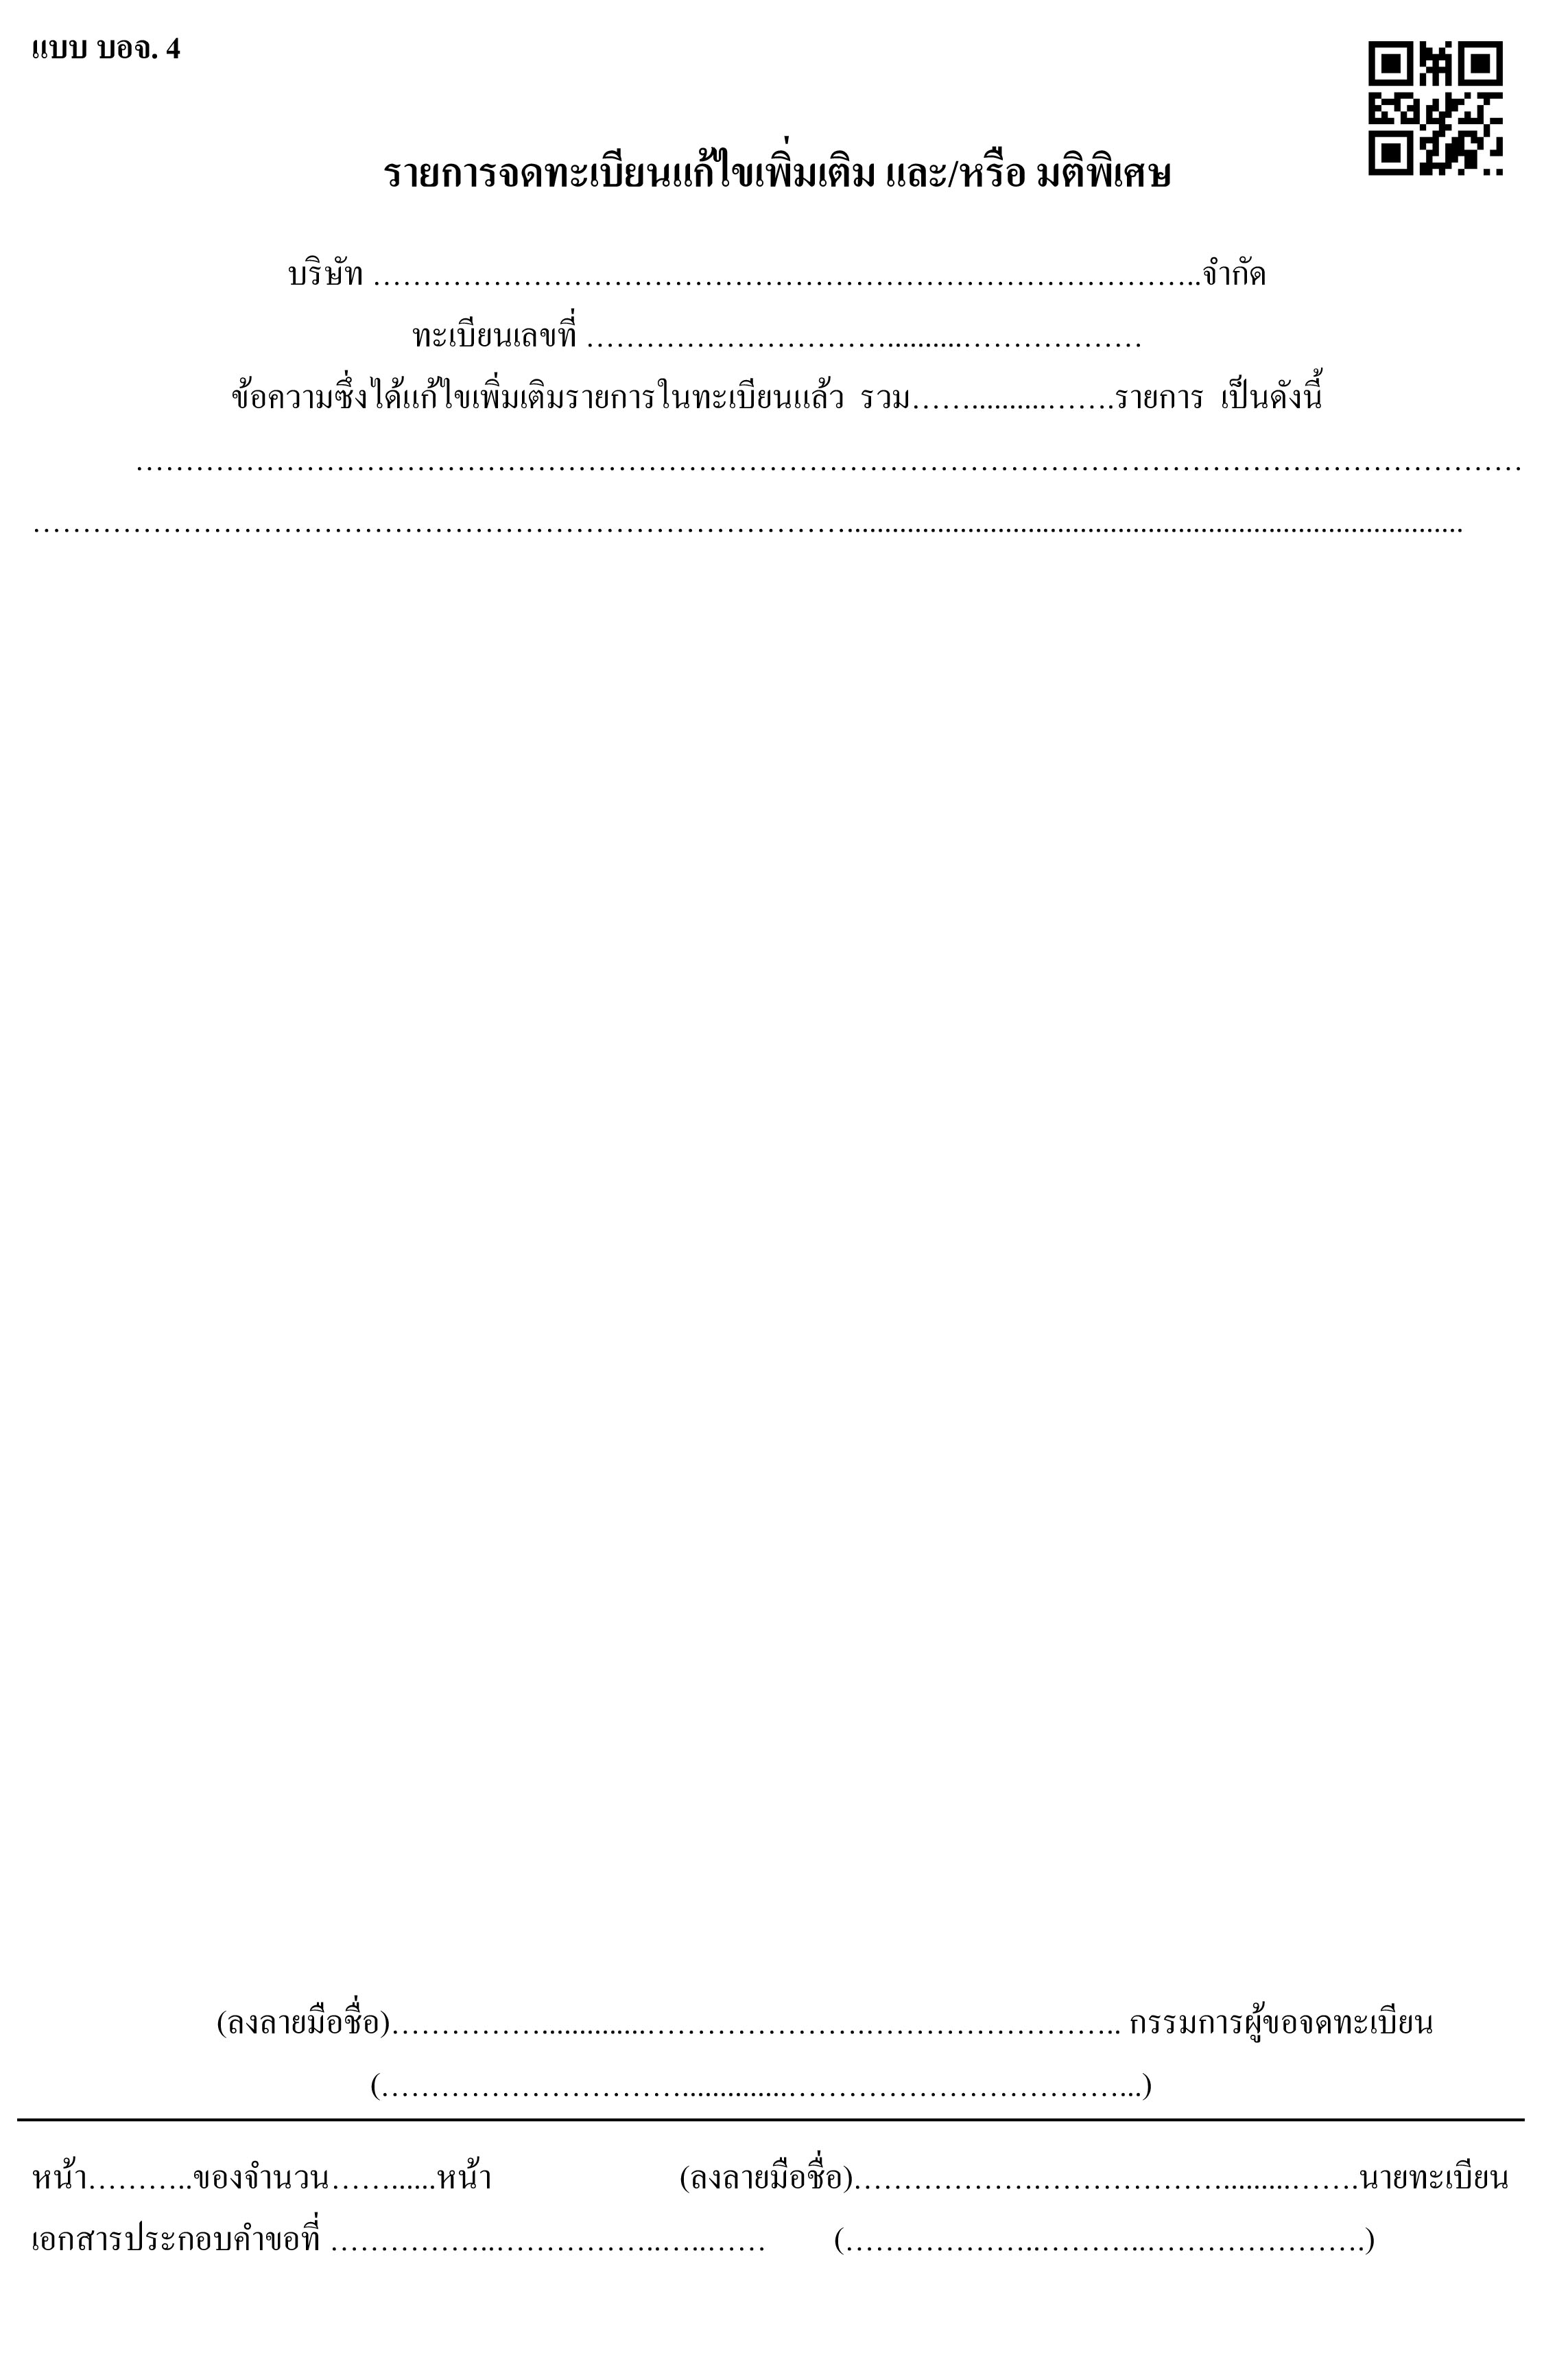 แบบ บอจ. 4
รายการจดทะเบียนแก้ไขเพิ่มเติม และ/หรือ มติพิเศษ
บริษัท ………………………………………………………………………..จำกัด
ทะเบียนเลขที่ …………………………..........………………
ข้อความซึ่งได้แก้ไขเพิ่มเติมรายการในทะเบียนแล้ว รวม……..........…….รายการ เป็นดังนี้
……………………………………………………………………………………………………………………………
………………………………………………………………………..................................................................................
(ลงลายมือชื่อ)……………..............………………….…………………….. กรรมการผู้ขอจดทะเบียน
(…………………………..............……………………………...)
หน้า………..ของจำนวน……......หน้า (ลงลายมือชื่อ)……………….……………….........…….นายทะเบียน
เอกสารประกอบคำขอที่ ……………..……………..…..…… (………………..………..………………….)